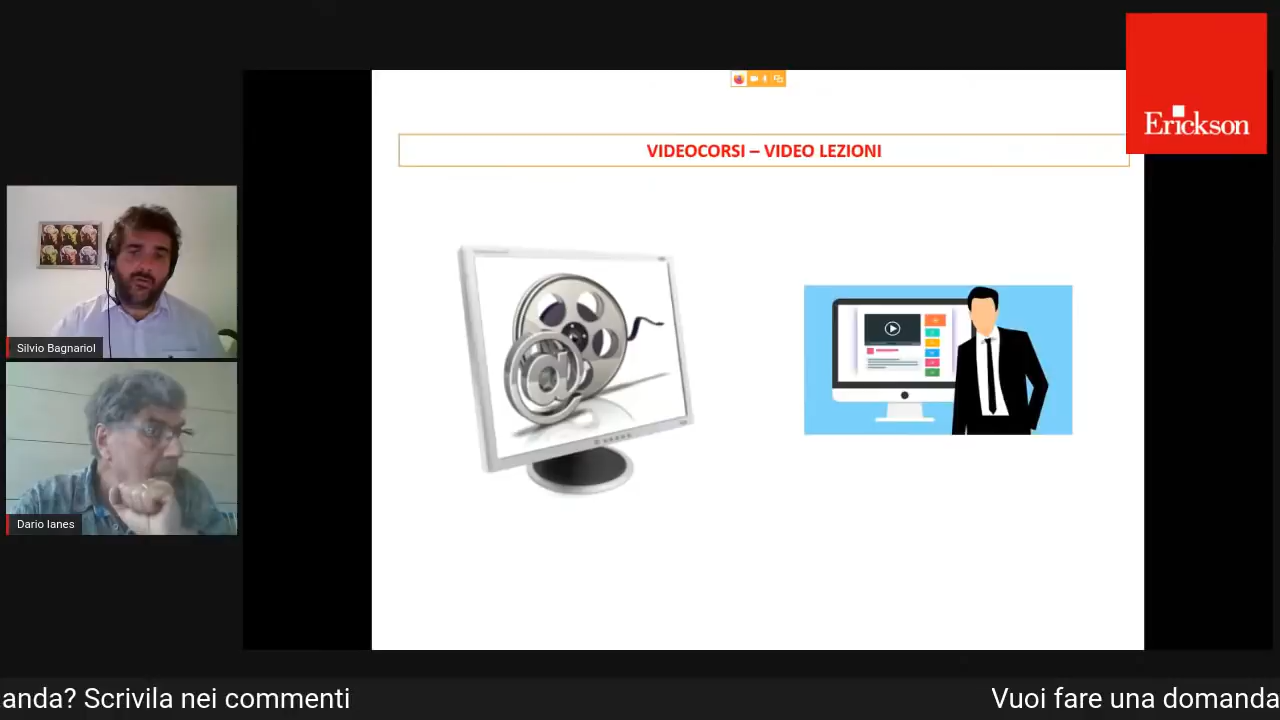 Erickson
VIDEOCORSI – VIDEO LEZIONI
Silvio Bagnariol
Dario Ianes
anda? Scrivila nei commenti
Vuoi fare una domanda